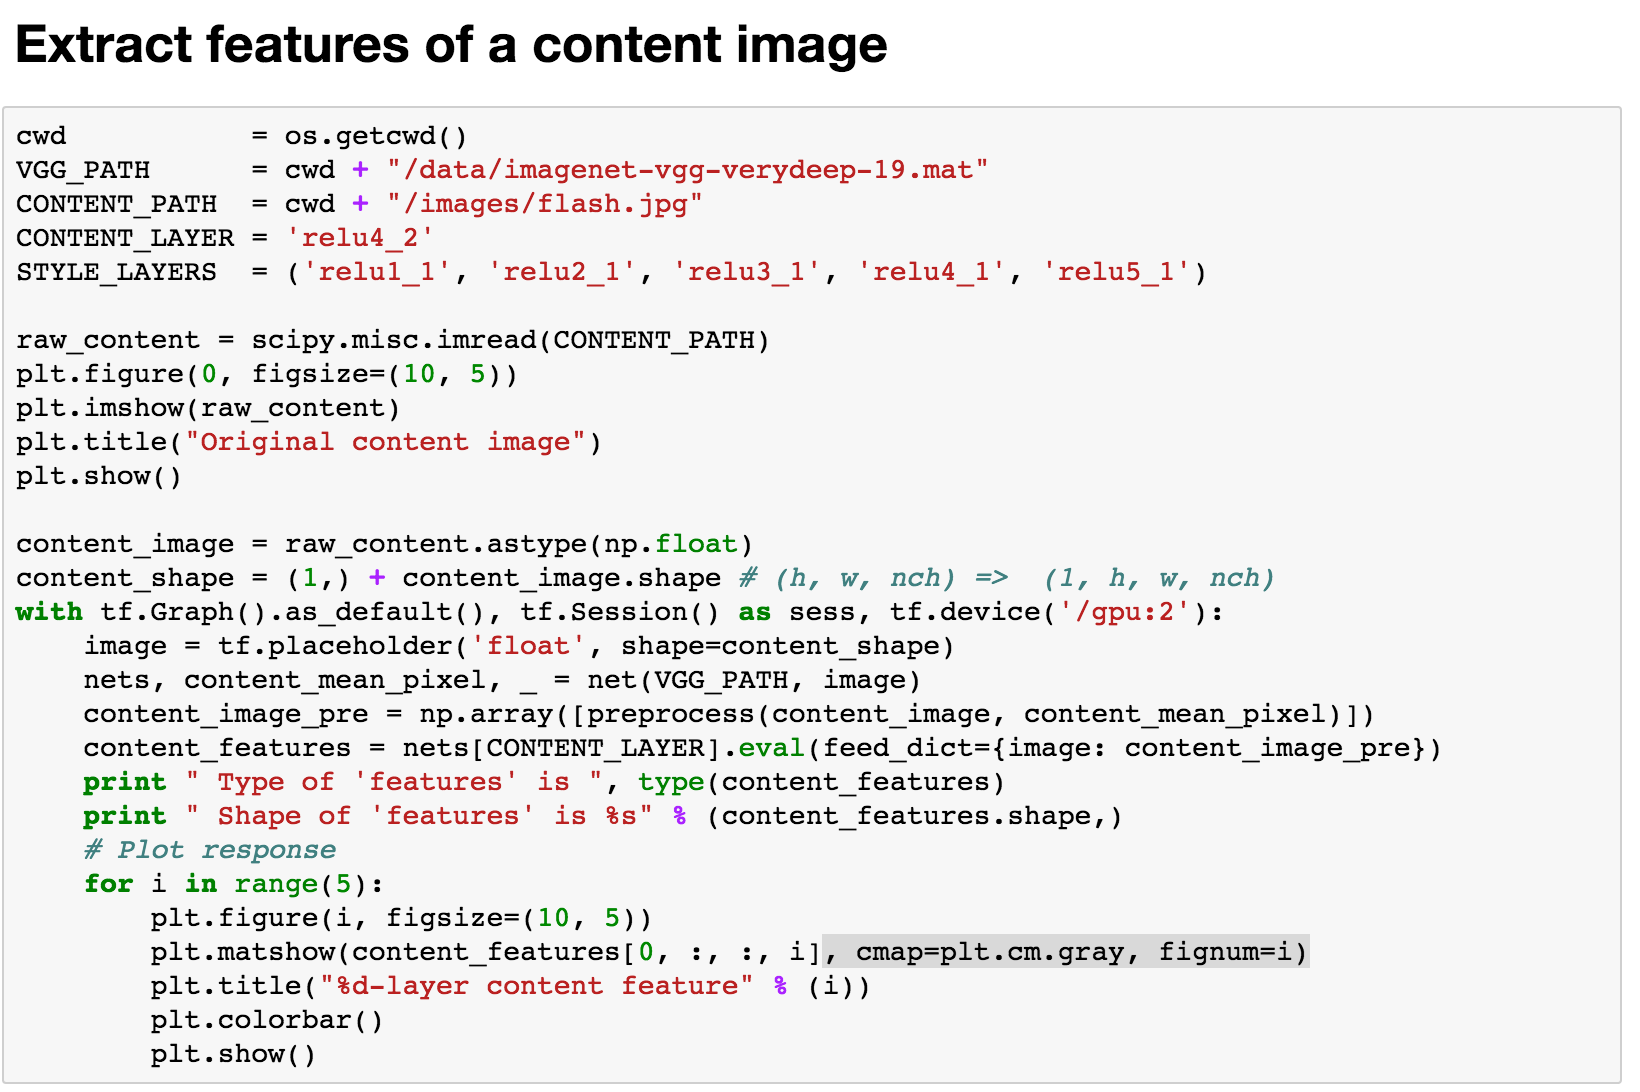 Extract features of a content image
cwd           = os.getcwd()
VGG_PATH      = cwd + "/data/imagenet-vgg-verydeep-19.mat"
CONTENT_PATH  = cwd + "/images/flash.jpg"
CONTENT_LAYER = 'relu4_2'
STYLE_LAYERS  = ('relu1_1', 'relu2_1', 'relu3_1', 'relu4_1', 'relu5_1')
raw_content = scipy.misc.imread(CONTENT_PATH)
plt.figure(0, figsize=(10, 5))
plt.imshow(raw_content)
plt.title("Original content image")
plt.show()
content_image = raw_content.astype(np.float)
content_shape = (1,) + content_image.shape # (h, w, nch) =>  (1, h, w, nch)
with tf.Graph().as_default(), tf.Session() as sess, tf.device('/gpu:2'):
    image = tf.placeholder('float', shape=content_shape)
    nets, content_mean_pixel, _ = net(VGG_PATH, image)
    content_image_pre = np.array([preprocess(content_image, content_mean_pixel)])
    content_features = nets[CONTENT_LAYER].eval(feed_dict={image: content_image_pre})
    print " Type of 'features' is ", type(content_features)
    print " Shape of 'features' is %s" % (content_features.shape,)
    # Plot response
    for i in range(5):
        plt.figure(i, figsize=(10, 5))
        plt.matshow(content_features[0, :, :, i], cmap=plt.cm.gray, fignum=i)
        plt.title("%d-layer content feature" % (i))
        plt.colorbar()
        plt.show()